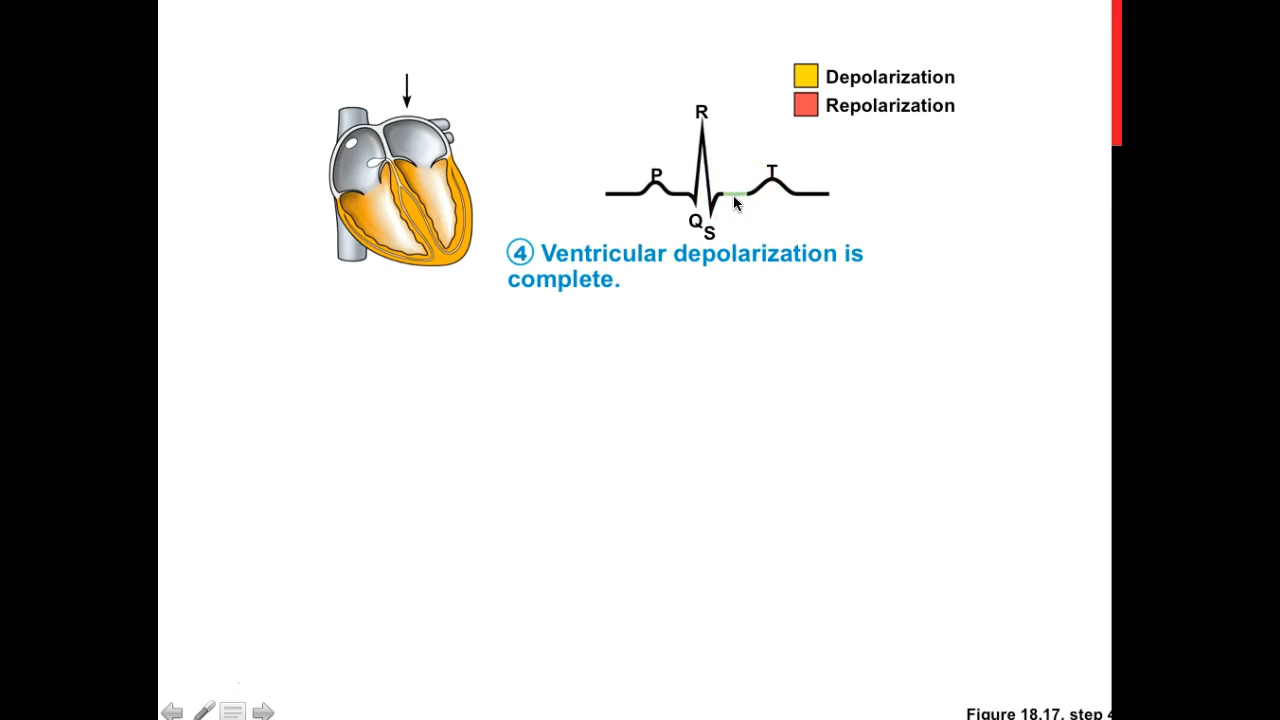 Depolarization
Repolarization
R
P
T
Q
S
④ Ventricular depolarization is
complete.
Figure 18.17, step 4